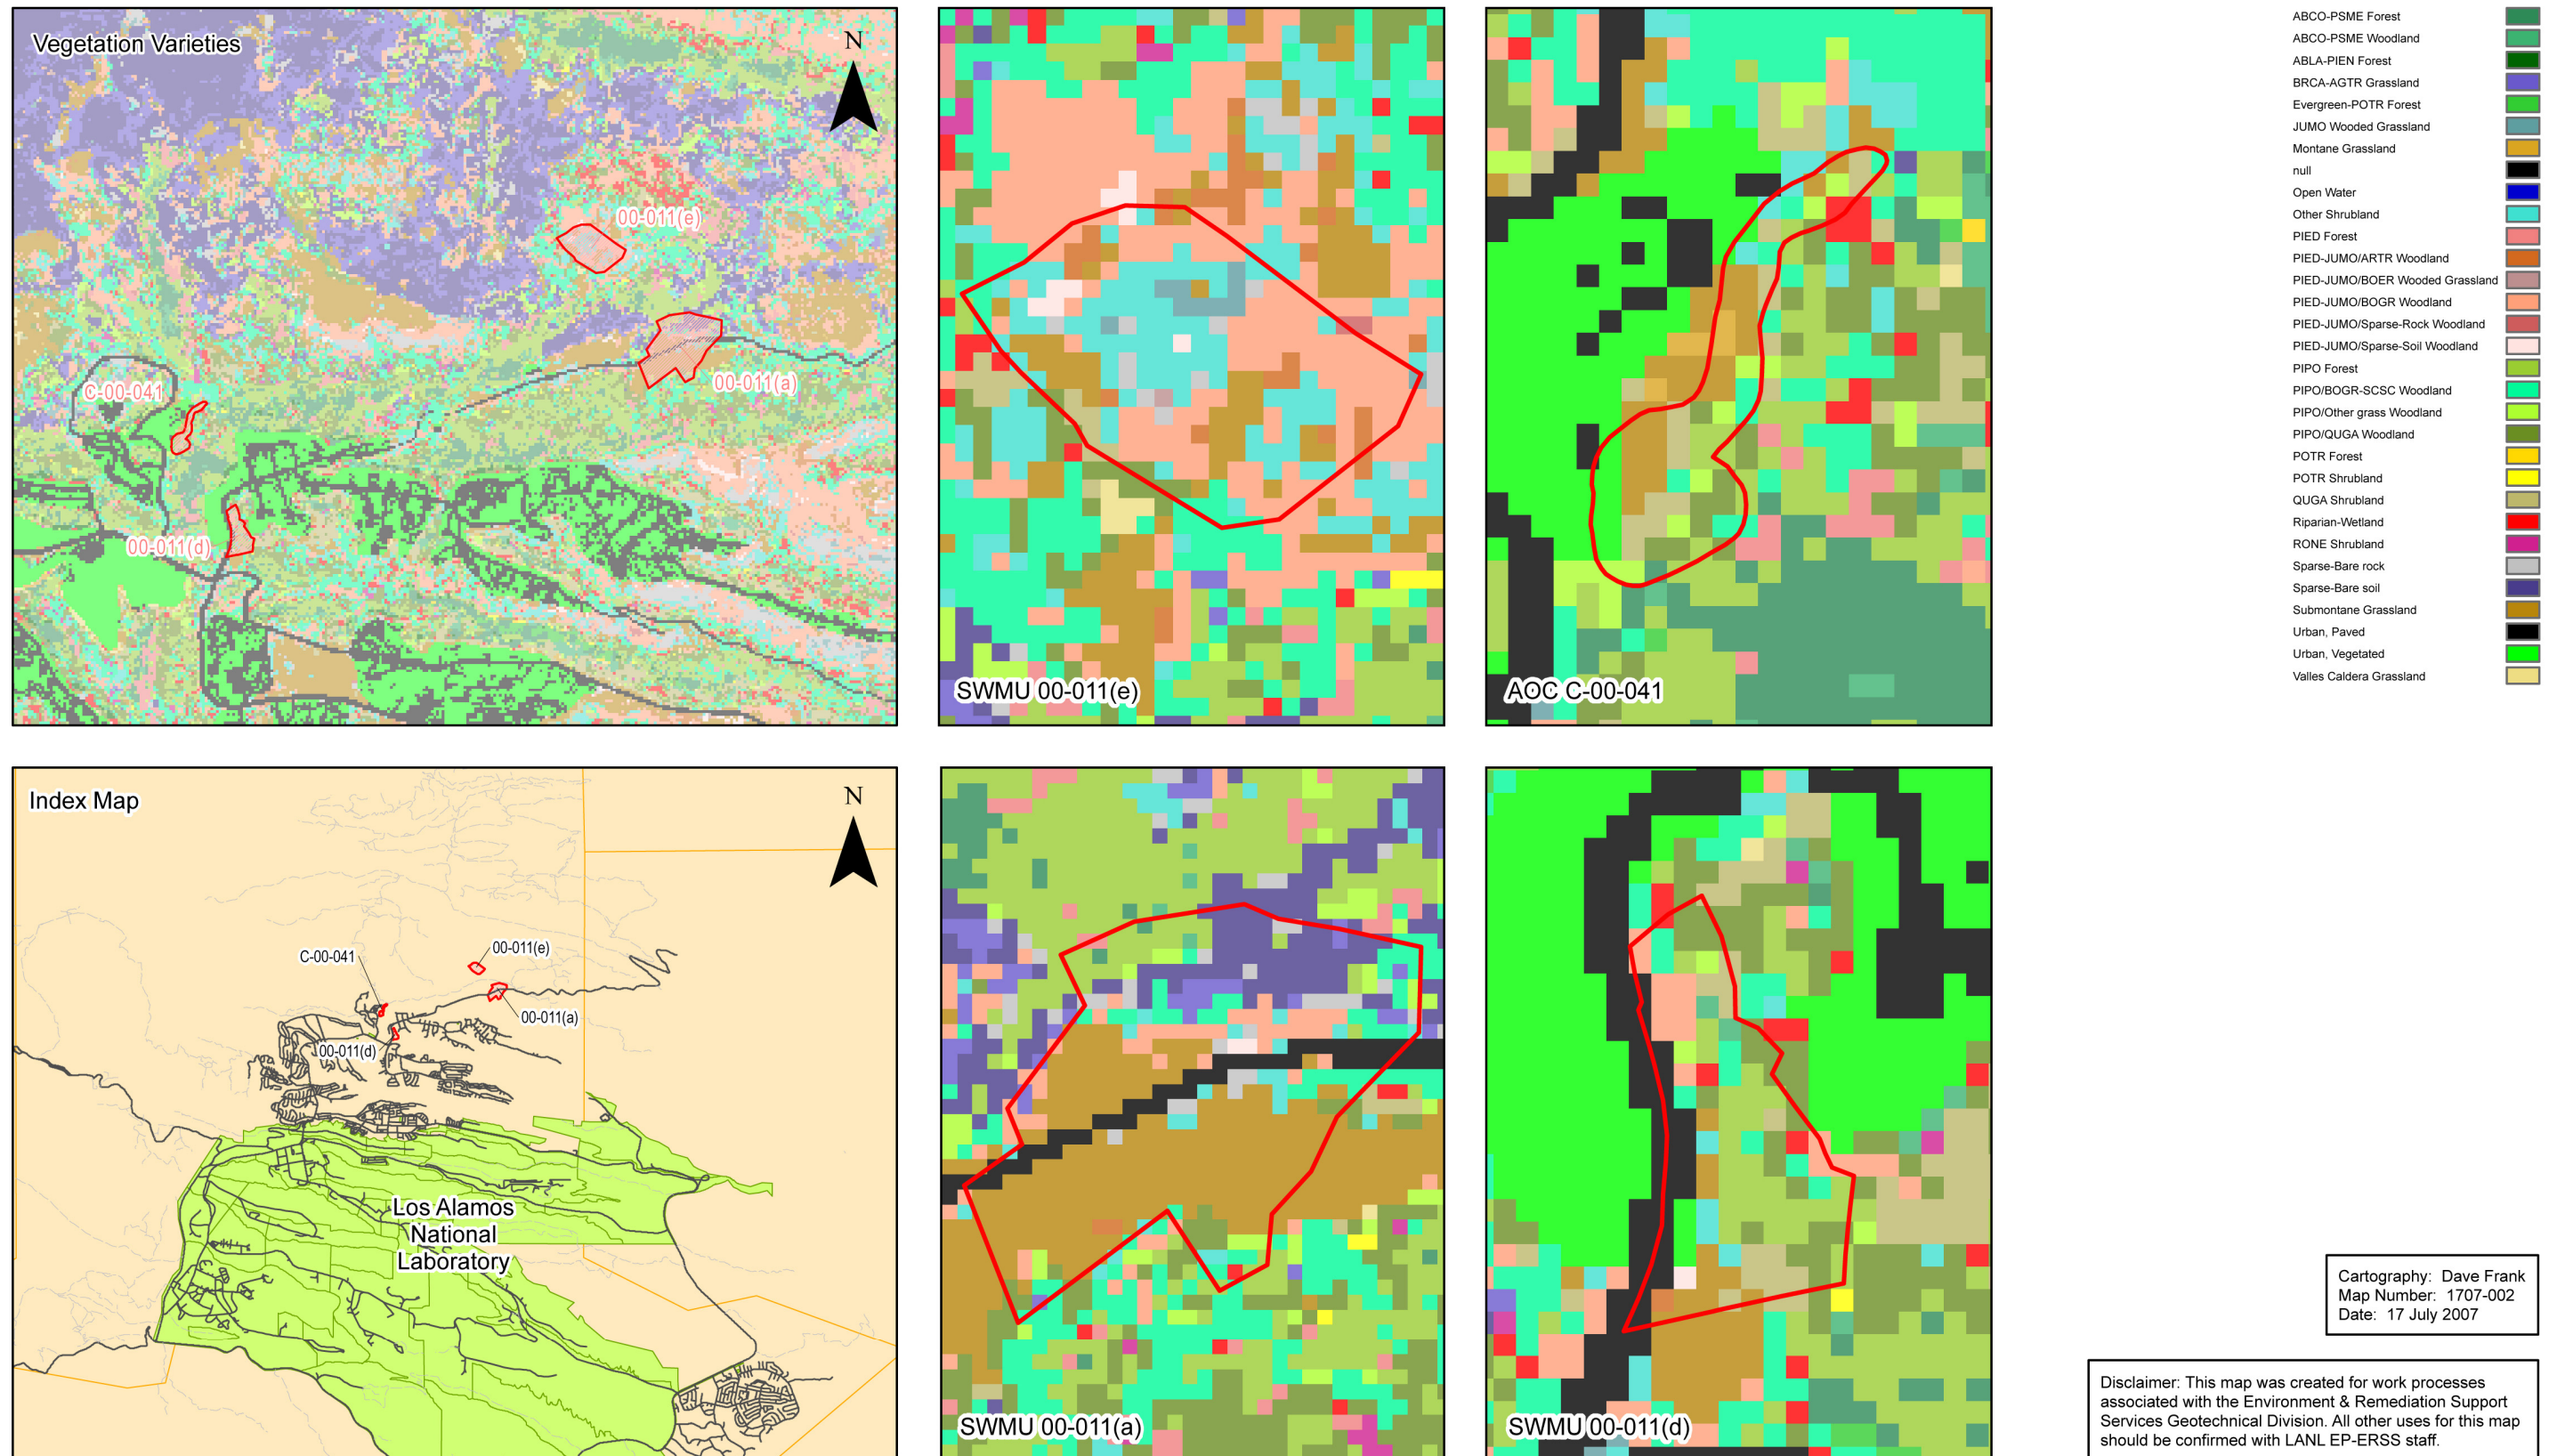 Vegetation Varieties
N
00-011(e)
C-00-041
00-011(a)
00-011(d)
SWMU 00-011(e)
AOC C-00-041
ABCO-PSME Forest
ABCO-PSME Woodland
ABLA-PIEN Forest
BRCA-AGTR Grassland
Evergreen-POTR Forest
JUMO Wooded Grassland
Montane Grassland
null
Open Water
Other Shrubland
PIED Forest
PIED-JUMO/ARTR Woodland
PIED-JUMO/BOER Wooded Grassland
PIED-JUMO/BOGR Woodland
PIED-JUMO/Sparse-Rock Woodland
PIED-JUMO/Sparse-Soil Woodland
PIPO Forest
PIPO/BOGR-SCSC Woodland
PIPO/Other grass Woodland
PIPO/QUGA Woodland
POTR Forest
POTR Shrubland
QUGA Shrubland
Riparian-Wetland
RONE Shrubland
Sparse-Bare rock
Sparse-Bare soil
Submontane Grassland
Urban, Paved
Urban, Vegetated
Valles Caldera Grassland
Index Map
N
00-011(e)
C-00-041
00-011(a)
00-011(d)
Los Alamos
National
Laboratory
SWMU 00-011(a)
SWMU 00-011(d)
Cartography: Dave Frank
Map Number: 1707-002
Date: 17 July 2007
Disclaimer: This map was created for work processes
associated with the Environment & Remediation Support
Services Geotechnical Division. All other uses for this map
should be confirmed with LANL EP-ERSS staff.